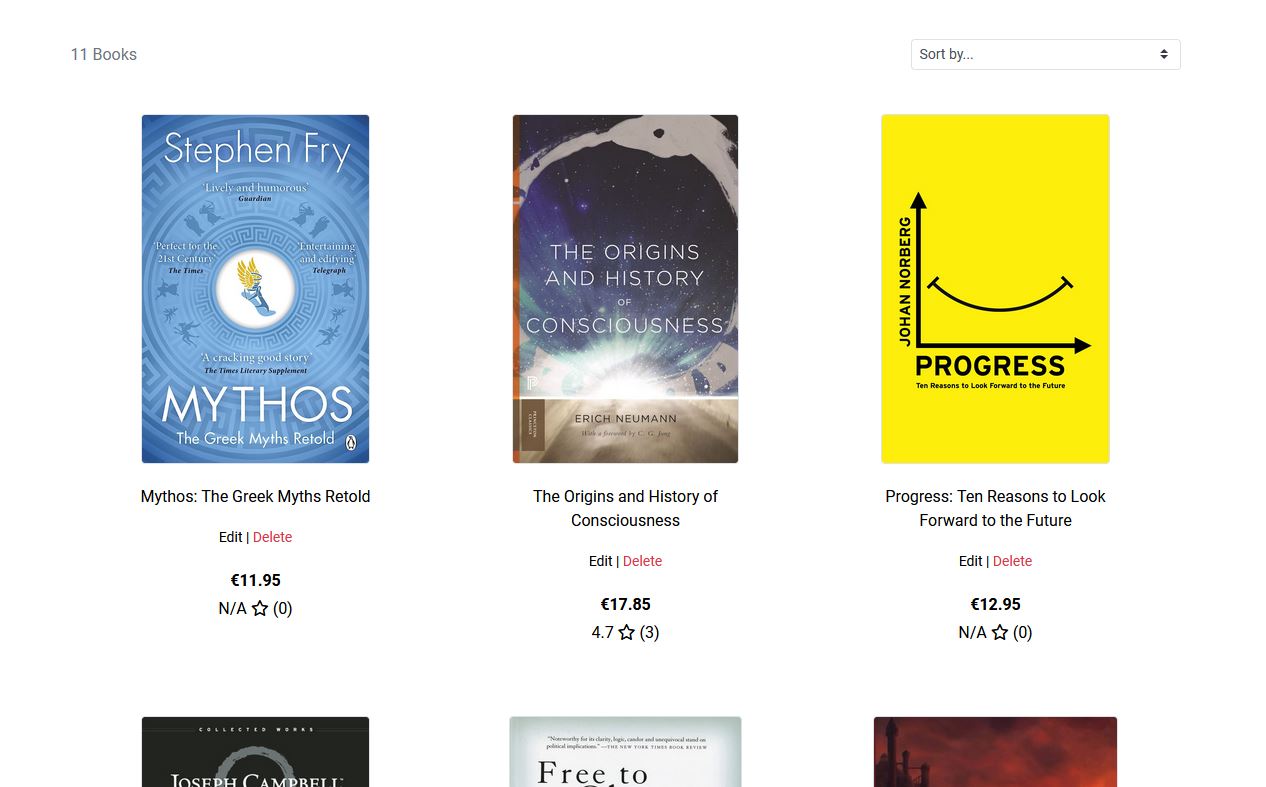 11 Books
Sort by...
Stephen Fry
'Lively and humorous'
Guardian
'Perfect for the
21st Century'
The Times
'Entertaining
and edifying'
Telegraph
'A cracking good story'
The Times Literary Supplement
MYTHOS
The Greek Myths Retold
THE ORIGINS
AND HISTORY
OF
CONSCIOUSNESS
PRINCETON
CLASSICS
ERICH NEUMANN
With a foreword by C. G. Jung
JOHAN NORBERG
PROGRESS
Ten Reasons to Look Forward to the Future
Mythos: The Greek Myths Retold
Edit | Delete
€11.95
N/A ☆ (0)
The Origins and History of
Consciousness
Edit | Delete
€17.85
4.7 ☆ (3)
Progress: Ten Reasons to Look
Forward to the Future
Edit | Delete
€12.95
N/A ☆ (0)
COLLECTED WORKS
JOSEPH CAMPBELL
"Noteworthy for its clarity, logic, candor and unequivocal stand on
political implications." —THE NEW YORK TIMES BOOK REVIEW
Free to